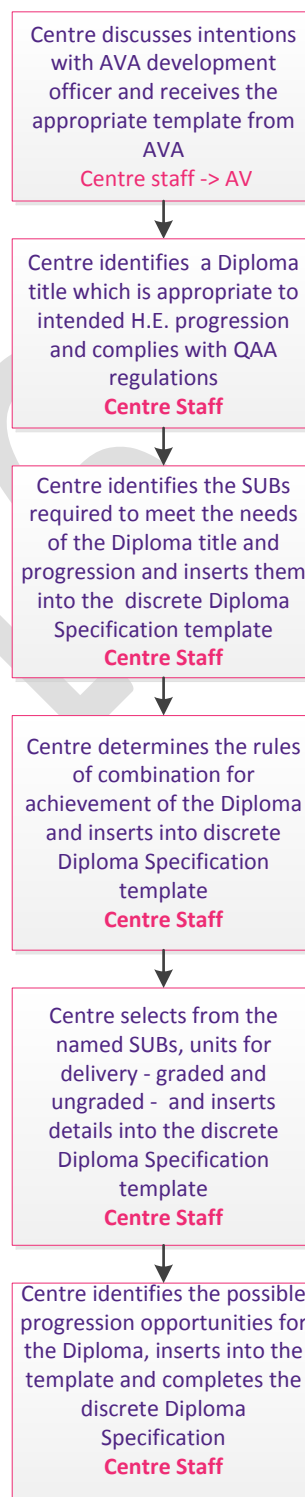 Centre discusses intentions
with AVA development
officer and receives the
appropriate template from
AVA
Centre staff -> AV
Centre identifies a Diploma
title which is appropriate to
intended H.E. progression
and complies with QAA
regulations
Centre Staff
Centre identifies the SUBs
required to meet the needs
of the Diploma title and
progression and inserts them
into the discrete Diploma
Specification template
Centre Staff
Centre determines the rules
of combination for
achievement of the Diploma
and inserts into discrete
Diploma Specification
template
Centre Staff
Centre selects from the
named SUBs, units for
delivery - graded and
ungraded - and inserts
details into the discrete
Diploma Specification
template
Centre Staff
Centre identifies the possible
progression opportunities for
the Diploma, inserts into the
template and completes the
discrete Diploma
Specification
Centre Staff